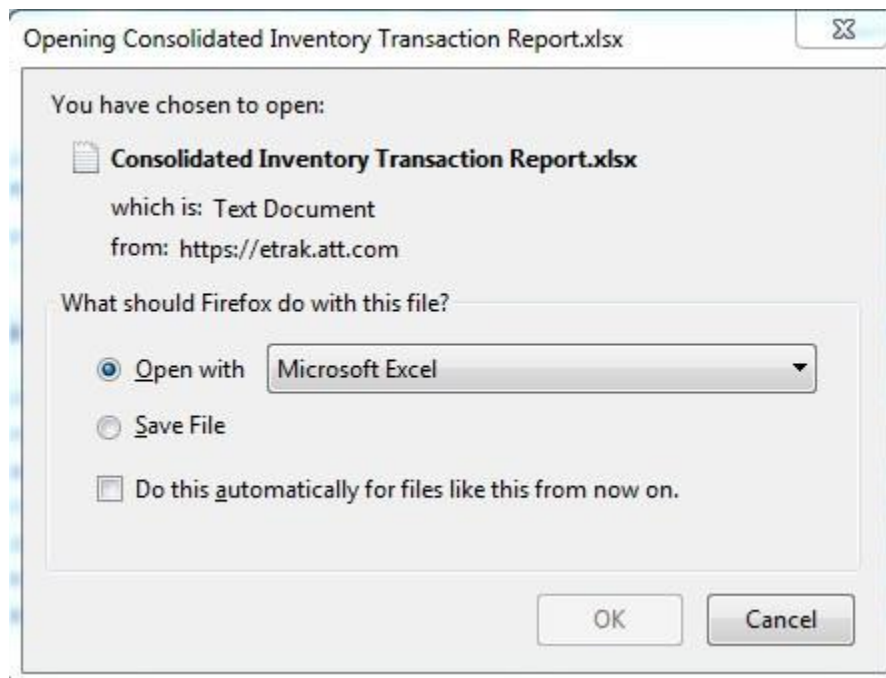 Opening Consolidated Inventory Transaction Report.xlsx
You have chosen to open:
Consolidated Inventory Transaction Report.xlsx
which is: Text Document
from: https://etrak.att.com
What should Firefox do with this file?
Open with Microsoft Excel
Save File
Do this automatically for files like this from now on.
OK Cancel